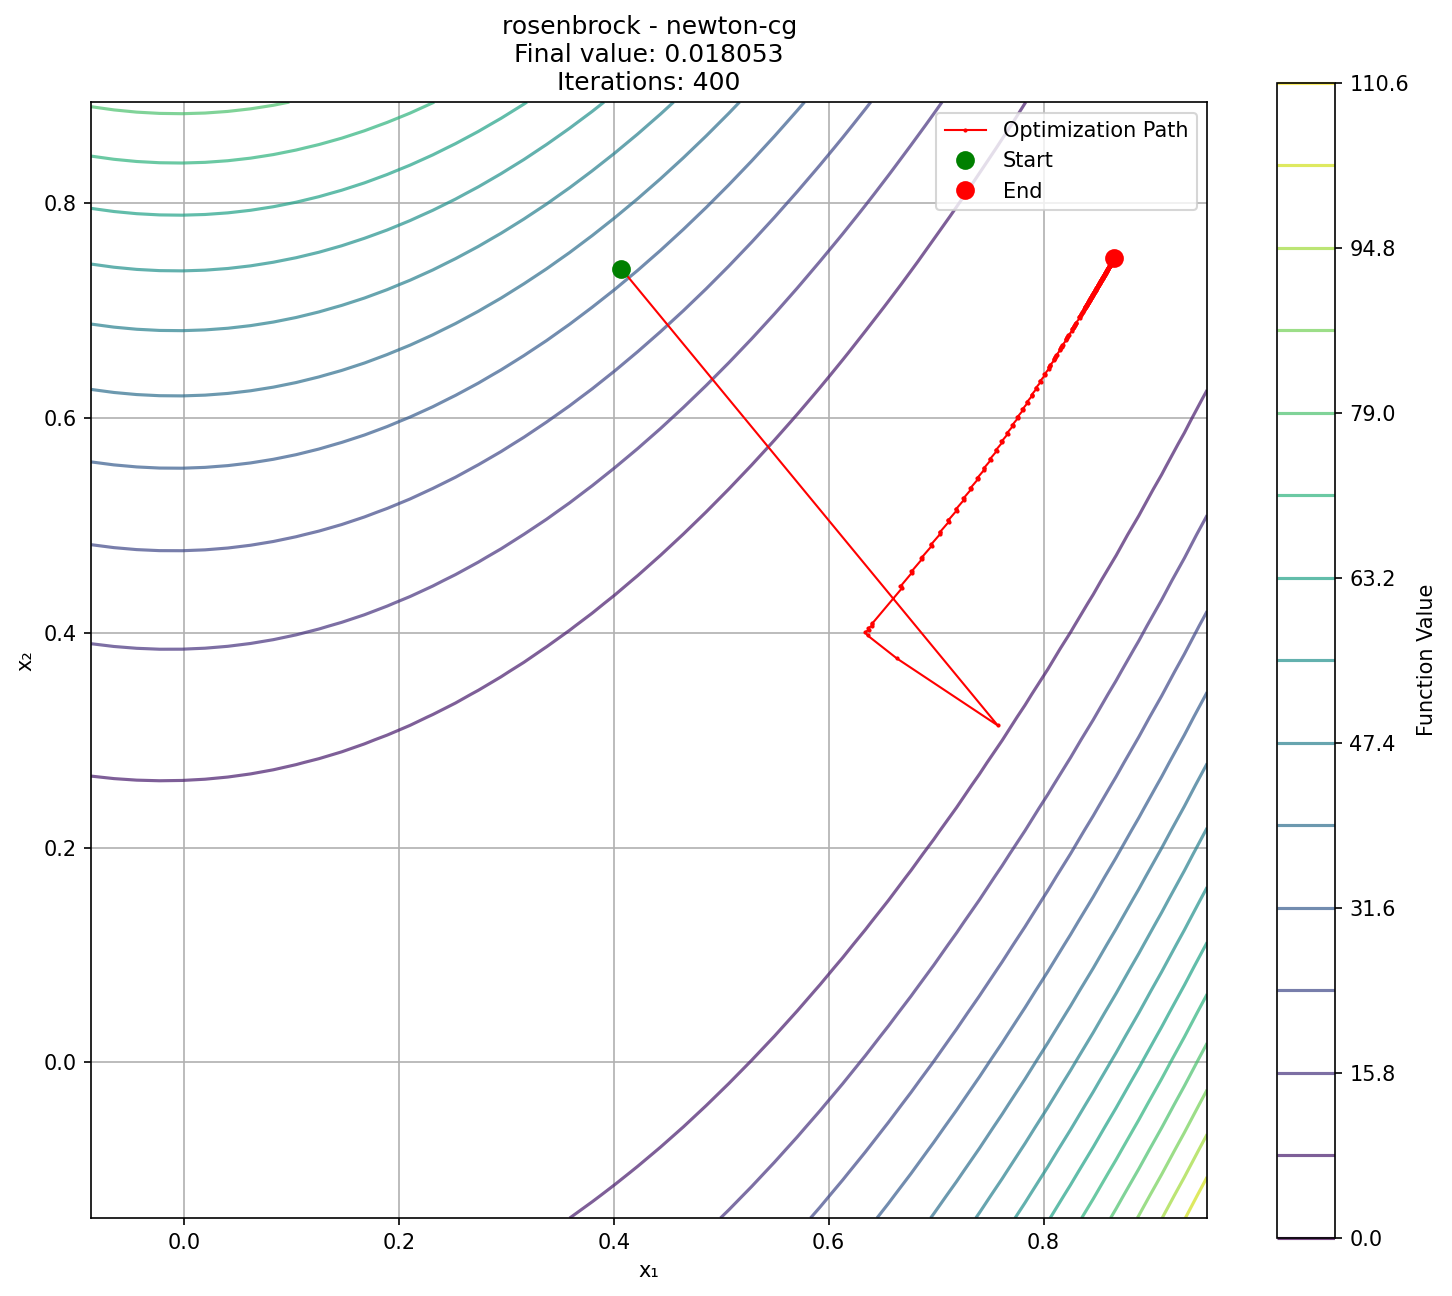 rosenbrock - newton-cg
Final value: 0.018053
Iterations: 400
Optimization Path
Start
End
0.8
0.6
0.4
0.2
0.0
x₂
0.0
0.2
0.4
0.6
0.8
x₁
110.6
94.8
79.0
63.2
47.4
31.6
15.8
0.0
Function Value